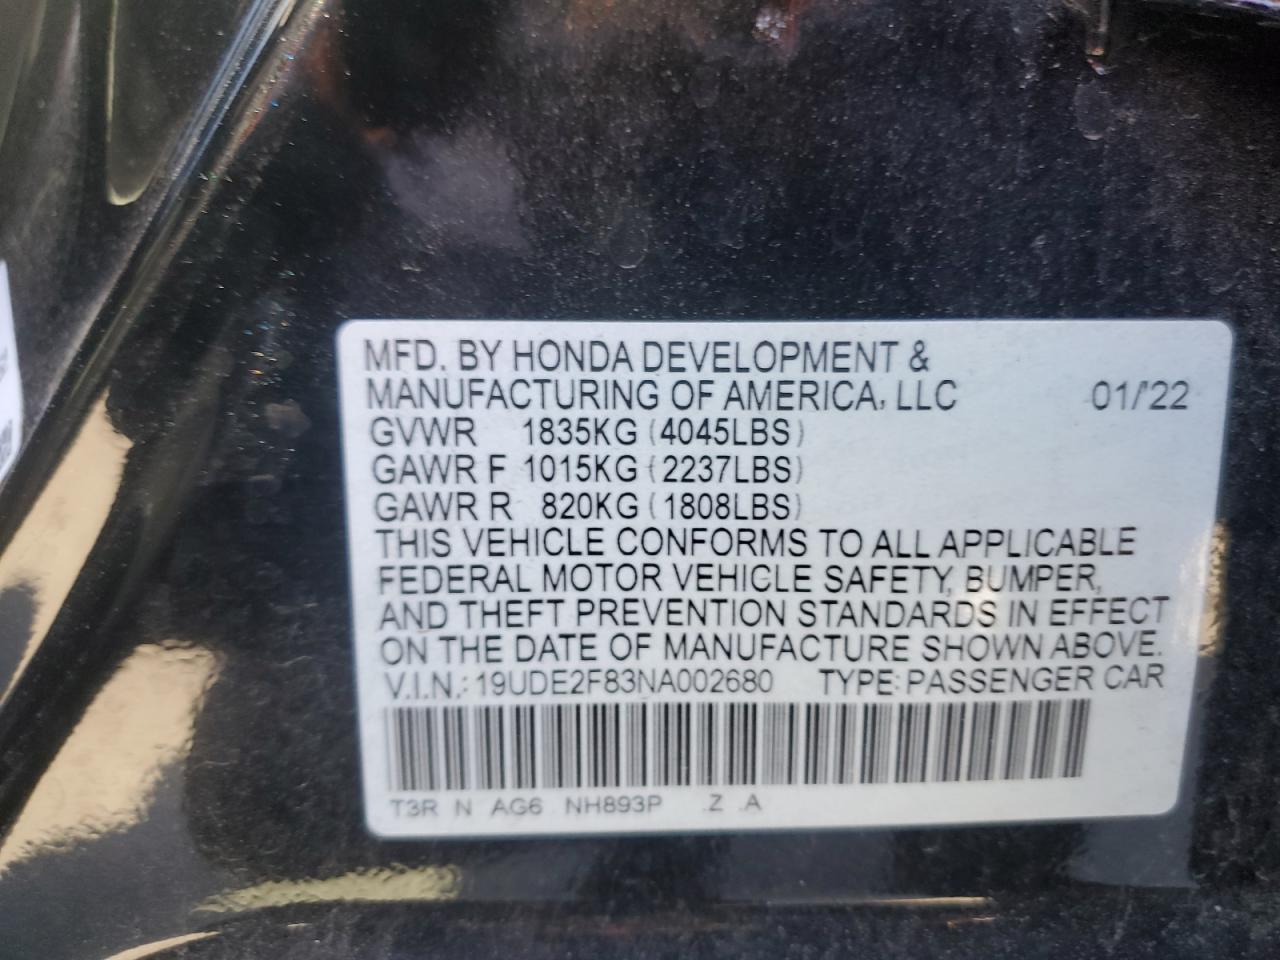 MFD. BY HONDA DEVELOPMENT &
MANUFACTURING OF AMERICA, LLC 01/'22
GVWR 1835KG (4045LBS)
GAWR F 1015KG (2237LBS)
GAWR R 820KG (1808LBS)
THIS VEHICLE CONFORMS TO ALL APPLICABLE
FEDERAL MOTOR VEHICLE SAFETY, BUMPER,
AND THEFT PREVENTION STANDARDS IN EFFECT
ON THE DATE OF MANUFACTURE SHOWN ABOVE.
V.I.N.: 19UDE2F83NA002680 TYPE: PASSENGER CAR
T3R N AG6 NH893P .Z .A